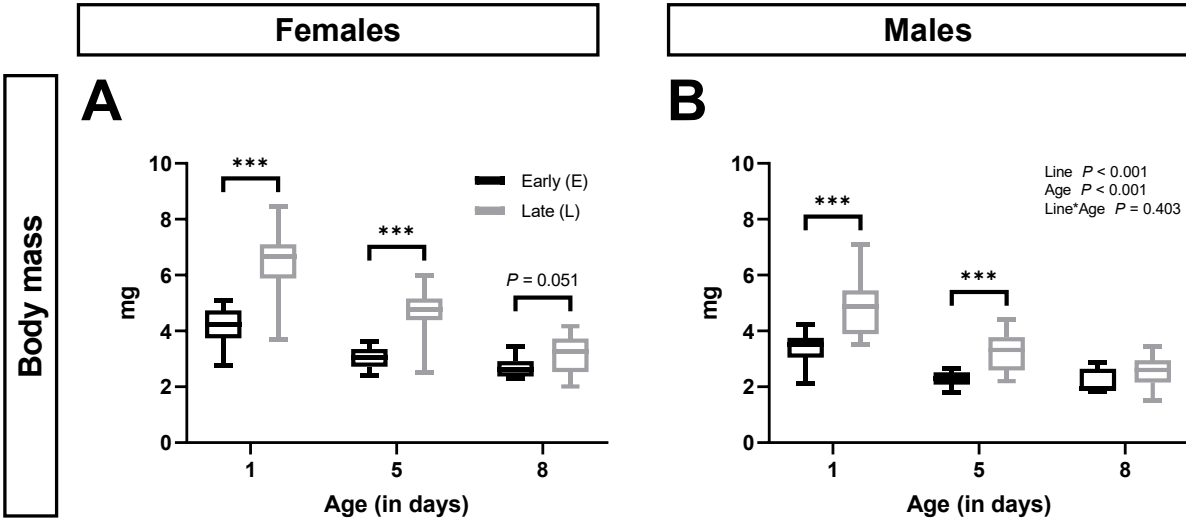 Females
Males
Body mass
A
B
10
8
6
4
2
0
mg
***
***
P = 0.051
Early (E)
Late (L)
1
5
8
Age (in days)
10
8
6
4
2
0
mg
***
***
Line P < 0.001
Age P < 0.001
Line*Age P = 0.403
1
5
8
Age (in days)